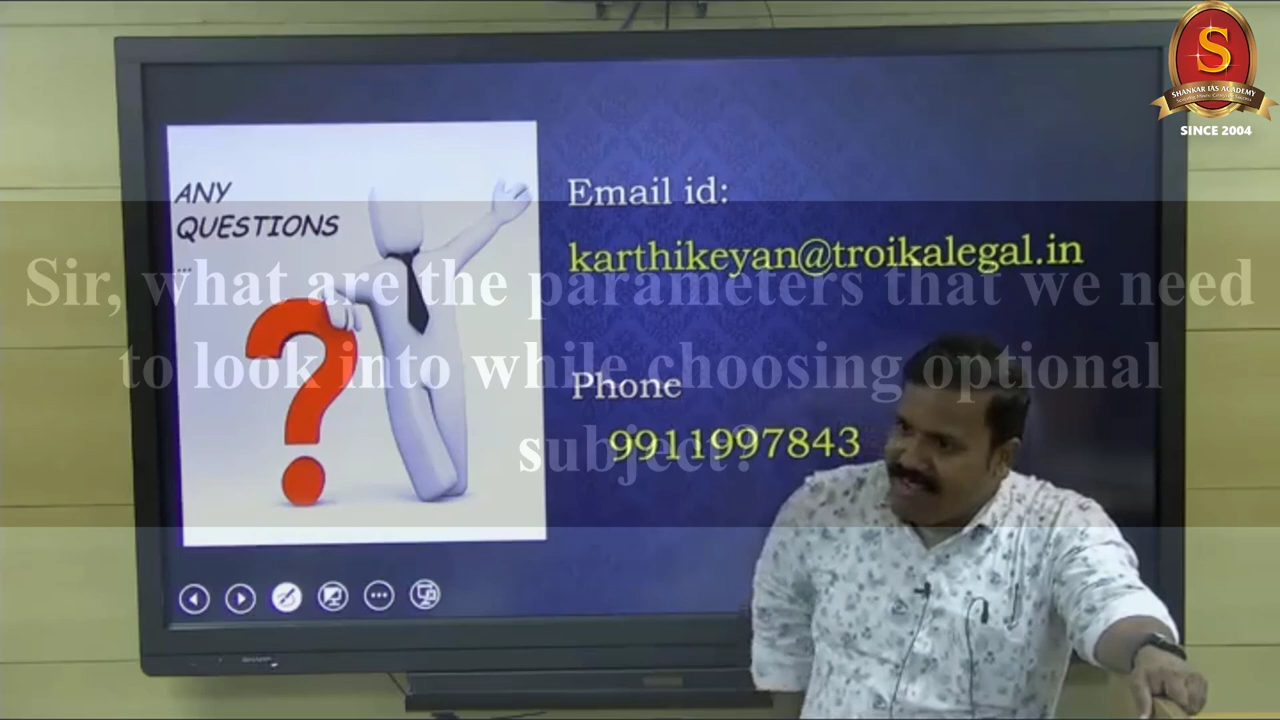 SHANKAR IAS ACADEMY
SINCE 2004
ANY
QUESTIONS
...
Email id:
karthikeyan@troikalegal.in
Phone
9911997843
Sir, what are the parameters that we need
to look into while choosing optional
subject?
SHARP